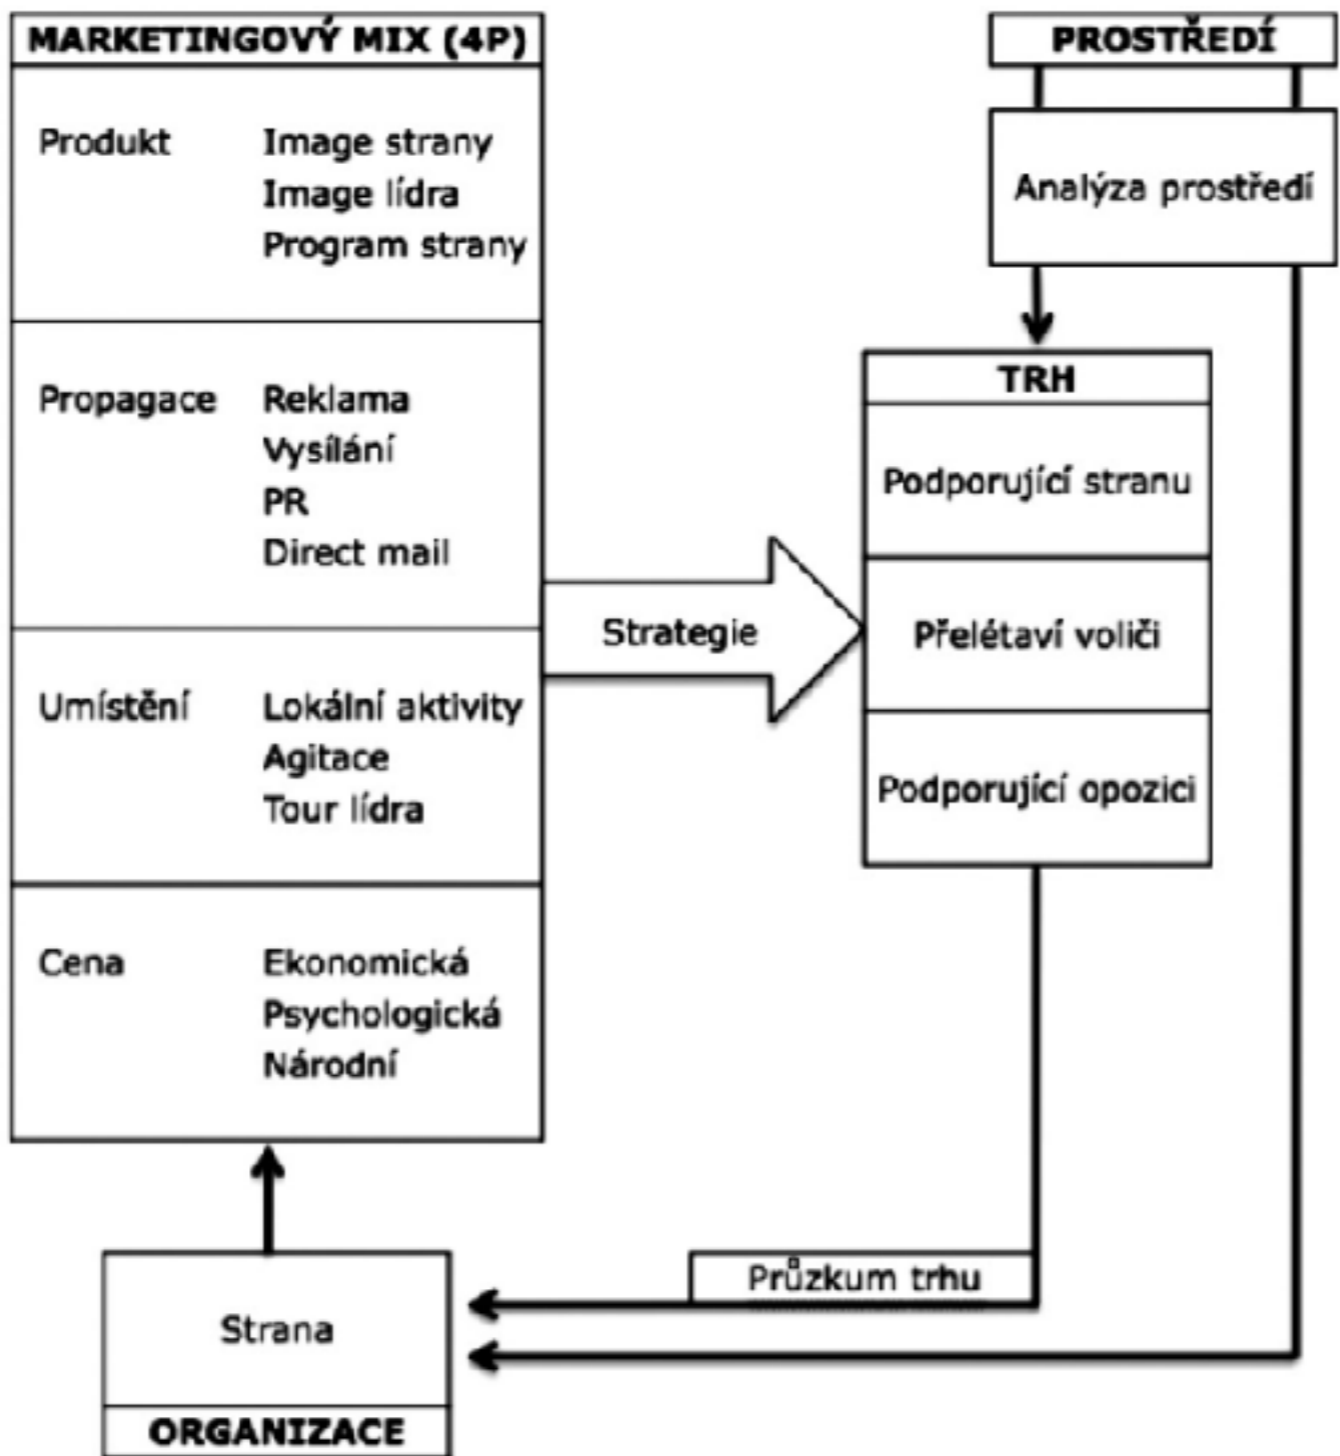 MARKETINGOVÝ MIX (4P)
Produkt Image strany
Image lídra
Program strany
Propagace Reklama
Vysílání
PR
Direct mail
Umístění Lokální aktivity
Agitace
Tour lídra
Cena Ekonomická
Psychologická
Národní
Strategie
PROSTŘEDÍ
Analýza prostředí
TRH
Podporující stranu
Přelétaví voliči
Podporující opozici
Průzkum trhu
Strana
ORGANIZACE